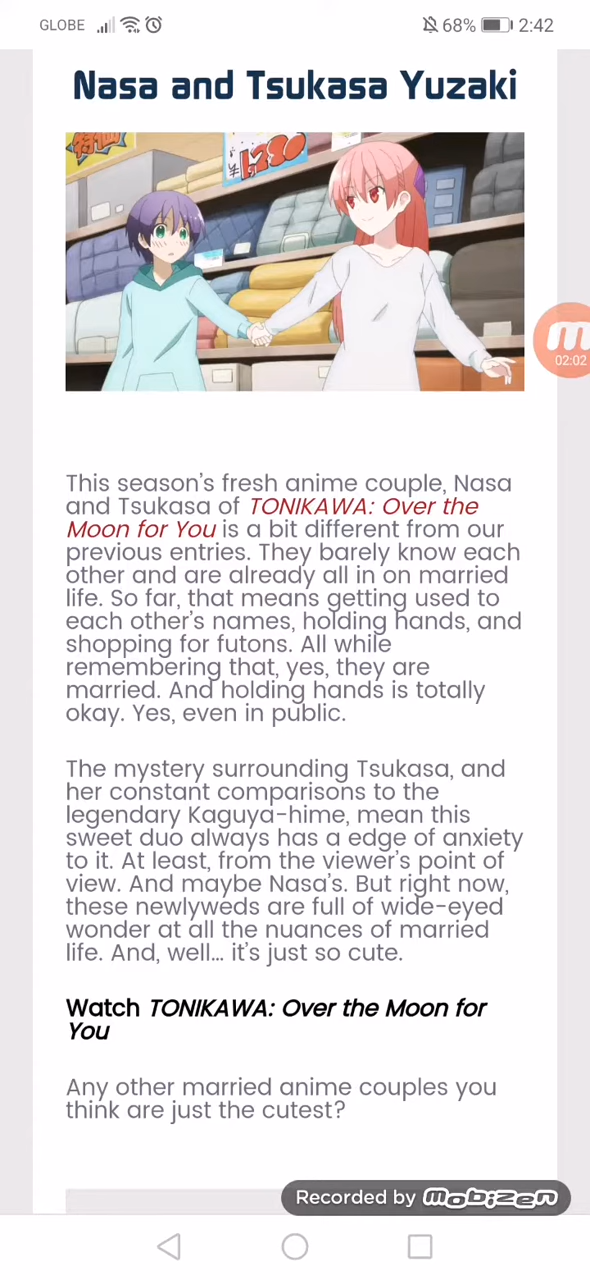 GLOBE 68% 2:42
Nasa and Tsukasa Yuzaki
特価
¥1,280
02:02
This season's fresh anime couple, Nasa
and Tsukasa of TONIKAWA: Over the
Moon for You is a bit different from our
previous entries. They barely know each
other and are already all in on married
life. So far, that means getting used to
each other's names, holding hands, and
shopping for futons. All while
remembering that, yes, they are
married. And holding hands is totally
okay. Yes, even in public.
The mystery surrounding Tsukasa, and
her constant comparisons to the
legendary Kaguya-hime, mean this
sweet duo always has a edge of anxiety
to it. At least, from the viewer's point of
view. And maybe Nasa's. But right now,
these newlyweds are full of wide-eyed
wonder at all the nuances of married
life. And, well... it's just so cute.
Watch TONIKAWA: Over the Moon for
You
Any other married anime couples you
think are just the cutest?
Recorded by mobizen